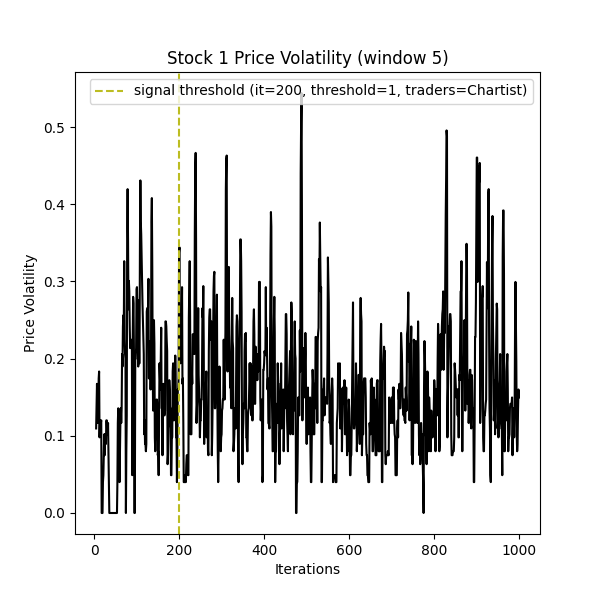 Stock 1 Price Volatility (window 5)
signal threshold (it=200, threshold=1, traders=Chartist)
Price Volatility
0.5
0.4
0.3
0.2
0.1
0.0
0 200 400 600 800 1000
Iterations